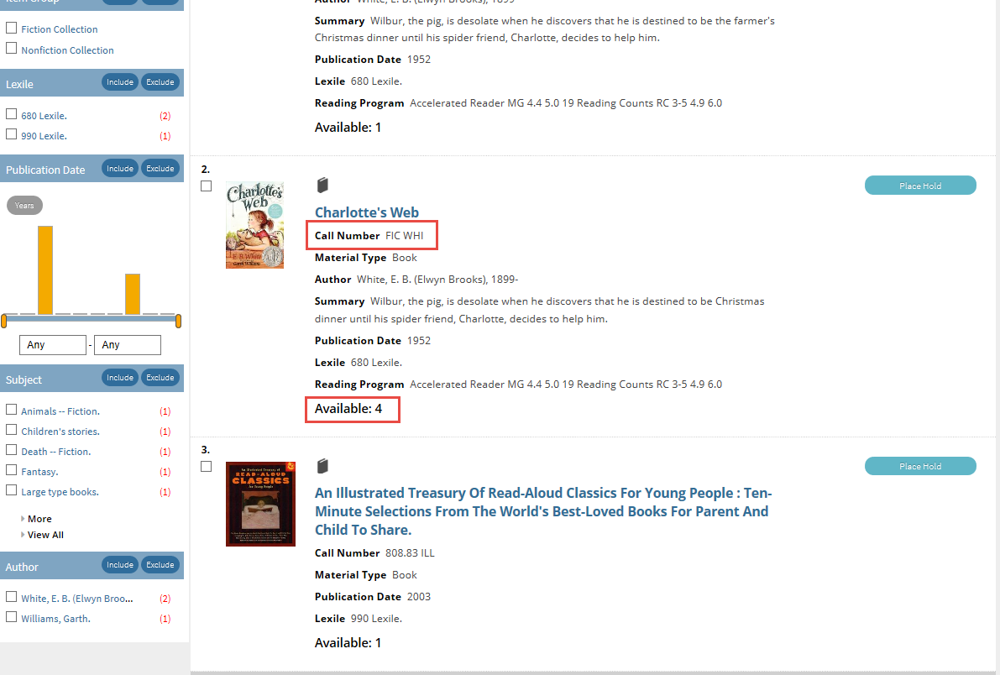 Item Group
Fiction Collection
Nonfiction Collection
Lexile
Include
Exclude
680 Lexile.
(2)
990 Lexile.
(1)
Publication Date
Include
Exclude
Years
Any
-
Any
Subject
Include
Exclude
Animals -- Fiction.
(1)
Children's stories.
(1)
Death -- Fiction.
(1)
Fantasy.
(1)
Large type books.
(1)
More
View All
Author
Include
Exclude
White, E. B. (Elwyn Broo...
(2)
Williams, Garth.
(1)
Author White, E. B. (Elwyn Brooks), 1899-
Summary Wilbur, the pig, is desolate when he discovers that he is destined to be the farmer's
Christmas dinner until his spider friend, Charlotte, decides to help him.
Publication Date 1952
Lexile 680 Lexile.
Reading Program Accelerated Reader MG 4.4 5.0 19 Reading Counts RC 3-5 4.9 6.0
Available: 1
2.
Charlotte's
Web
E. B. White
Place Hold
Charlotte's Web
Call Number FIC WHI
Material Type Book
Author White, E. B. (Elwyn Brooks), 1899-
Summary Wilbur, the pig, is desolate when he discovers that he is destined to be Christmas
dinner until his spider friend, Charlotte, decides to help him.
Publication Date 1952
Lexile 680 Lexile.
Reading Program Accelerated Reader MG 4.4 5.0 19 Reading Counts RC 3-5 4.9 6.0
Available: 4
3.
An Illustrated Treasury of
READ-ALOUD
CLASSICS
for Young People
Place Hold
An Illustrated Treasury Of Read-Aloud Classics For Young People : Ten-
Minute Selections From The World's Best-Loved Books For Parent And
Child To Share.
Call Number 808.83 ILL
Material Type Book
Publication Date 2003
Lexile 990 Lexile.
Available: 1